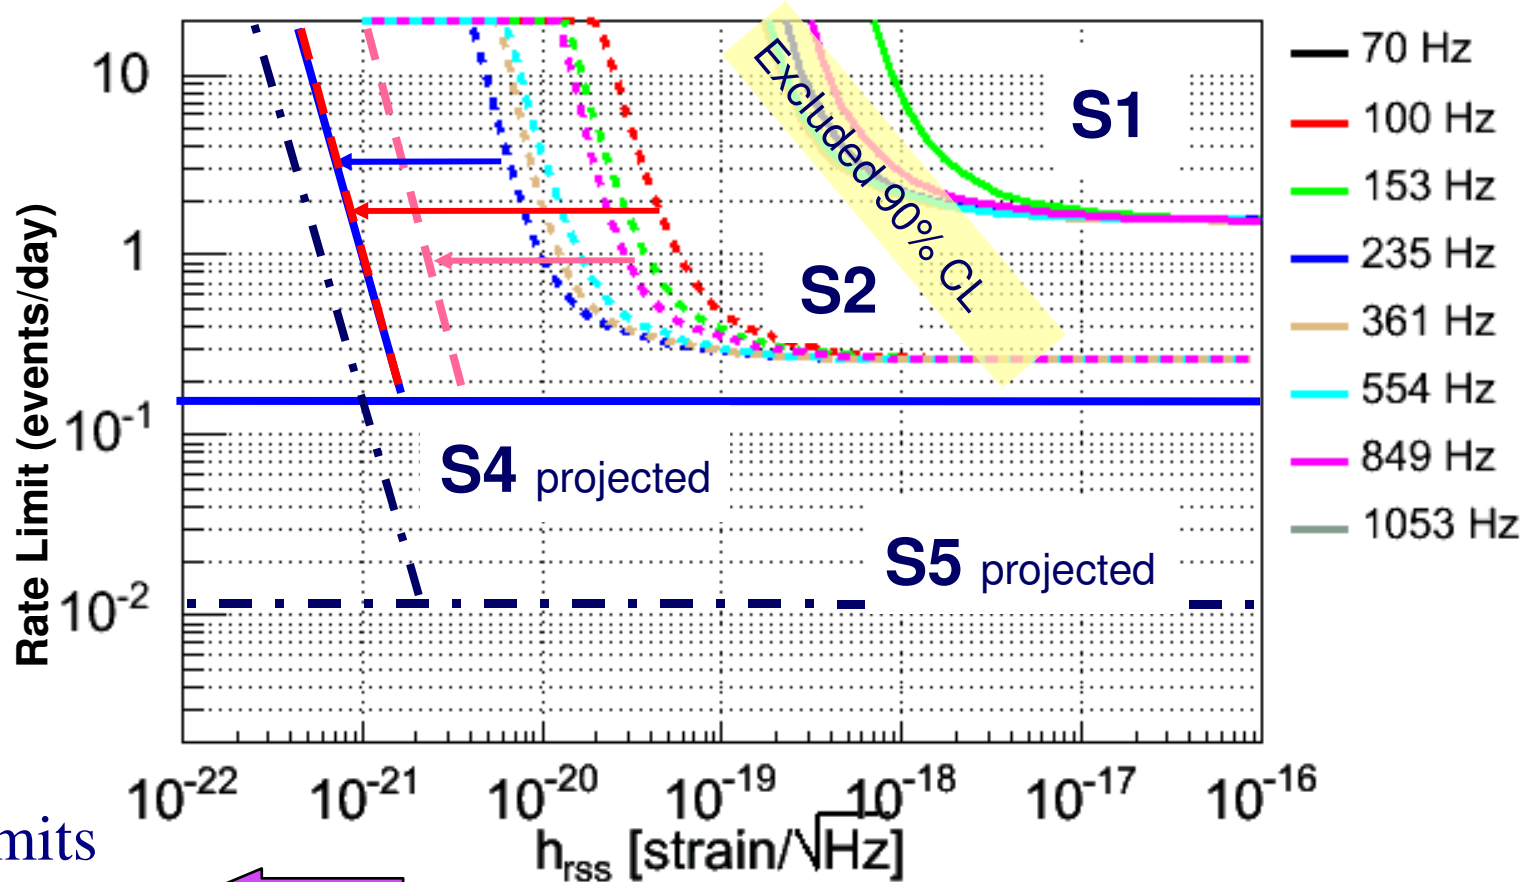 70 Hz
100 Hz
153 Hz
235 Hz
361 Hz
554 Hz
849 Hz
1053 Hz
S1
Excluded 90% CL
S2
S4 projected
S5 projected
Rate Limit (events/day)
10
1
10-1
10-2
10-22 10-21 10-20 10-19 10-18 10-17 10-16
hrss [strain/√Hz]
mits